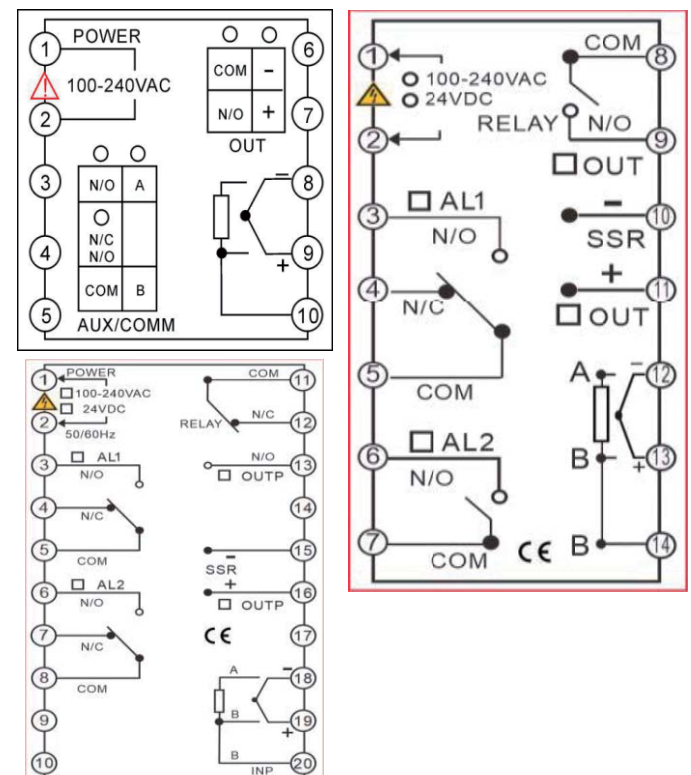 1 POWER 6
100-240VAC
2
COM -
N/O +
OUT
7
3 N/O A 8
-
N/C
N/O
4 9
+
COM B
5 AUX/COMM 10
1 COM 8
100-240VAC
24VDC
RELAY N/O
2 9
OUT
3 AL1 - 10
N/O SSR
4 + 11
N/C OUT
5 A - 12
COM
6 AL2 B + 13
N/O
7 COM CE B 14
1 POWER COM 11
100-240VAC
24VDC
2 RELAY N/C 12
50/60Hz
3 AL1 N/O 13
N/O OUTP
4 14
N/C
5 15
COM - SSR
6 AL2 + 16
N/O OUTP
7 CE 17
N/C
8 A - 18
COM
9 B + 19
10 B INP 20